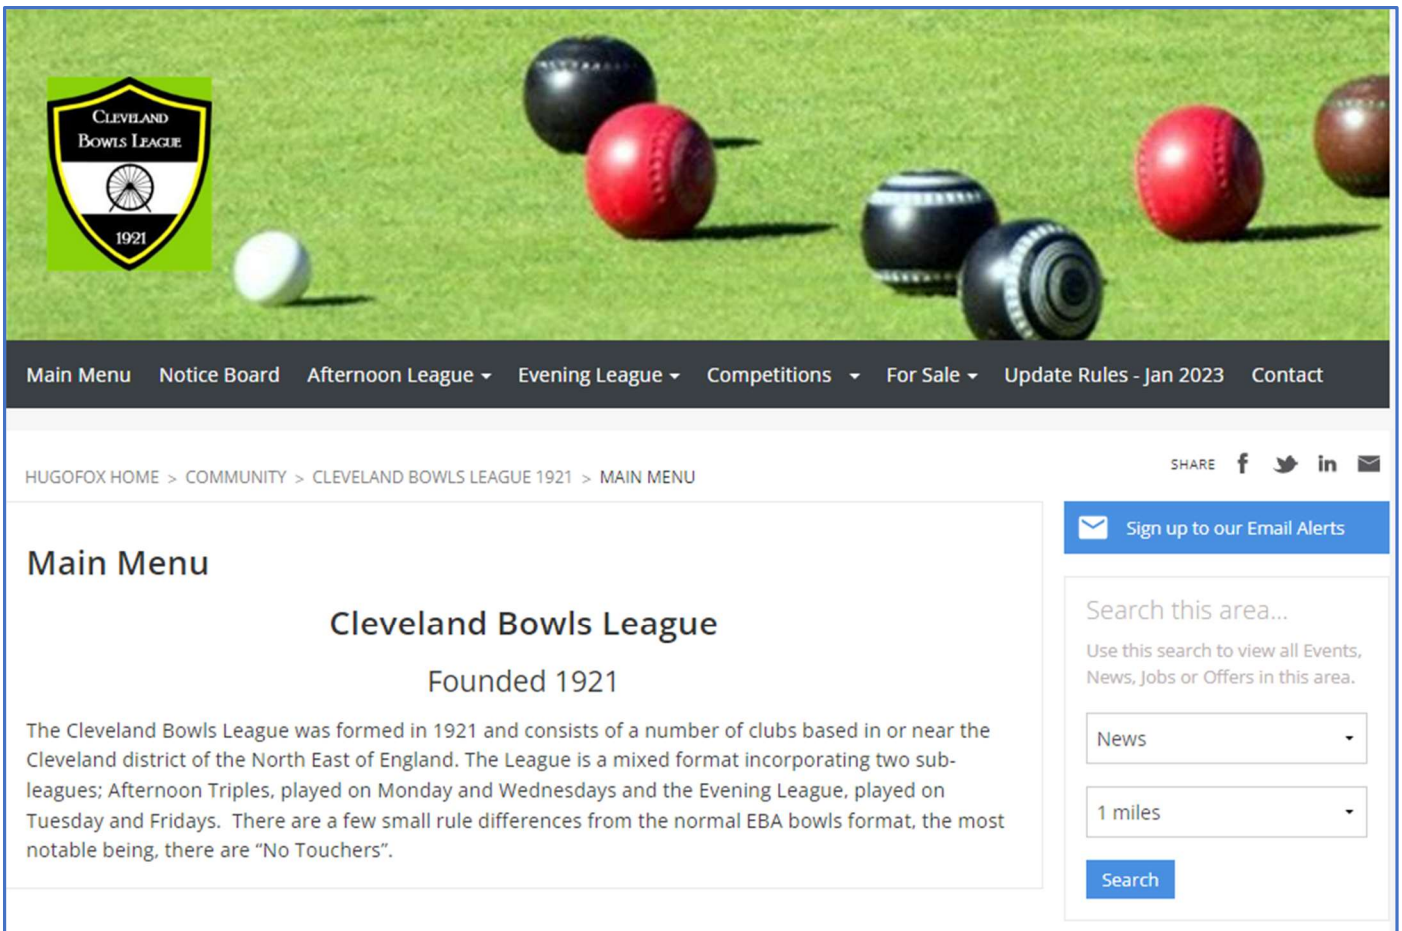 CLEVELAND
BOWLS LEAGUE
1921
Main Menu Notice Board Afternoon League Evening League Competitions For Sale Update Rules - Jan 2023 Contact
HUGOFOX HOME > COMMUNITY > CLEVELAND BOWLS LEAGUE 1921 > MAIN MENU
SHARE
Main Menu
Cleveland Bowls League
Founded 1921
The Cleveland Bowls League was formed in 1921 and consists of a number of clubs based in or near the
Cleveland district of the North East of England. The League is a mixed format incorporating two sub-
leagues; Afternoon Triples, played on Monday and Wednesdays and the Evening League, played on
Tuesday and Fridays. There are a few small rule differences from the normal EBA bowls format, the most
notable being, there are “No Touchers”.
Sign up to our Email Alerts
Search this area...
Use this search to view all Events,
News, Jobs or Offers in this area.
News
1 miles
Search